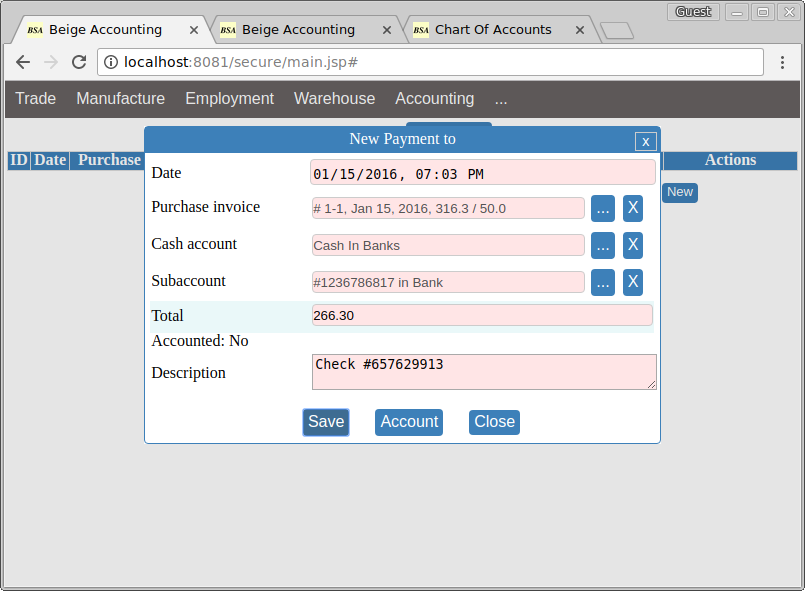 Guest
BSA Beige Accounting
BSA Beige Accounting
BSA Chart Of Accounts
localhost:8081/secure/main.jsp#
Trade Manufacture Employment Warehouse Accounting ...
New Payment to x
ID Date Purchase Actions
Date 01/15/2016, 07:03 PM
New
Purchase invoice # 1-1, Jan 15, 2016, 316.3 / 50.0 ... X
Cash account Cash In Banks ... X
Subaccount #1236786817 in Bank ... X
Total 266.30
Accounted: No
Description Check #657629913
Save Account Close